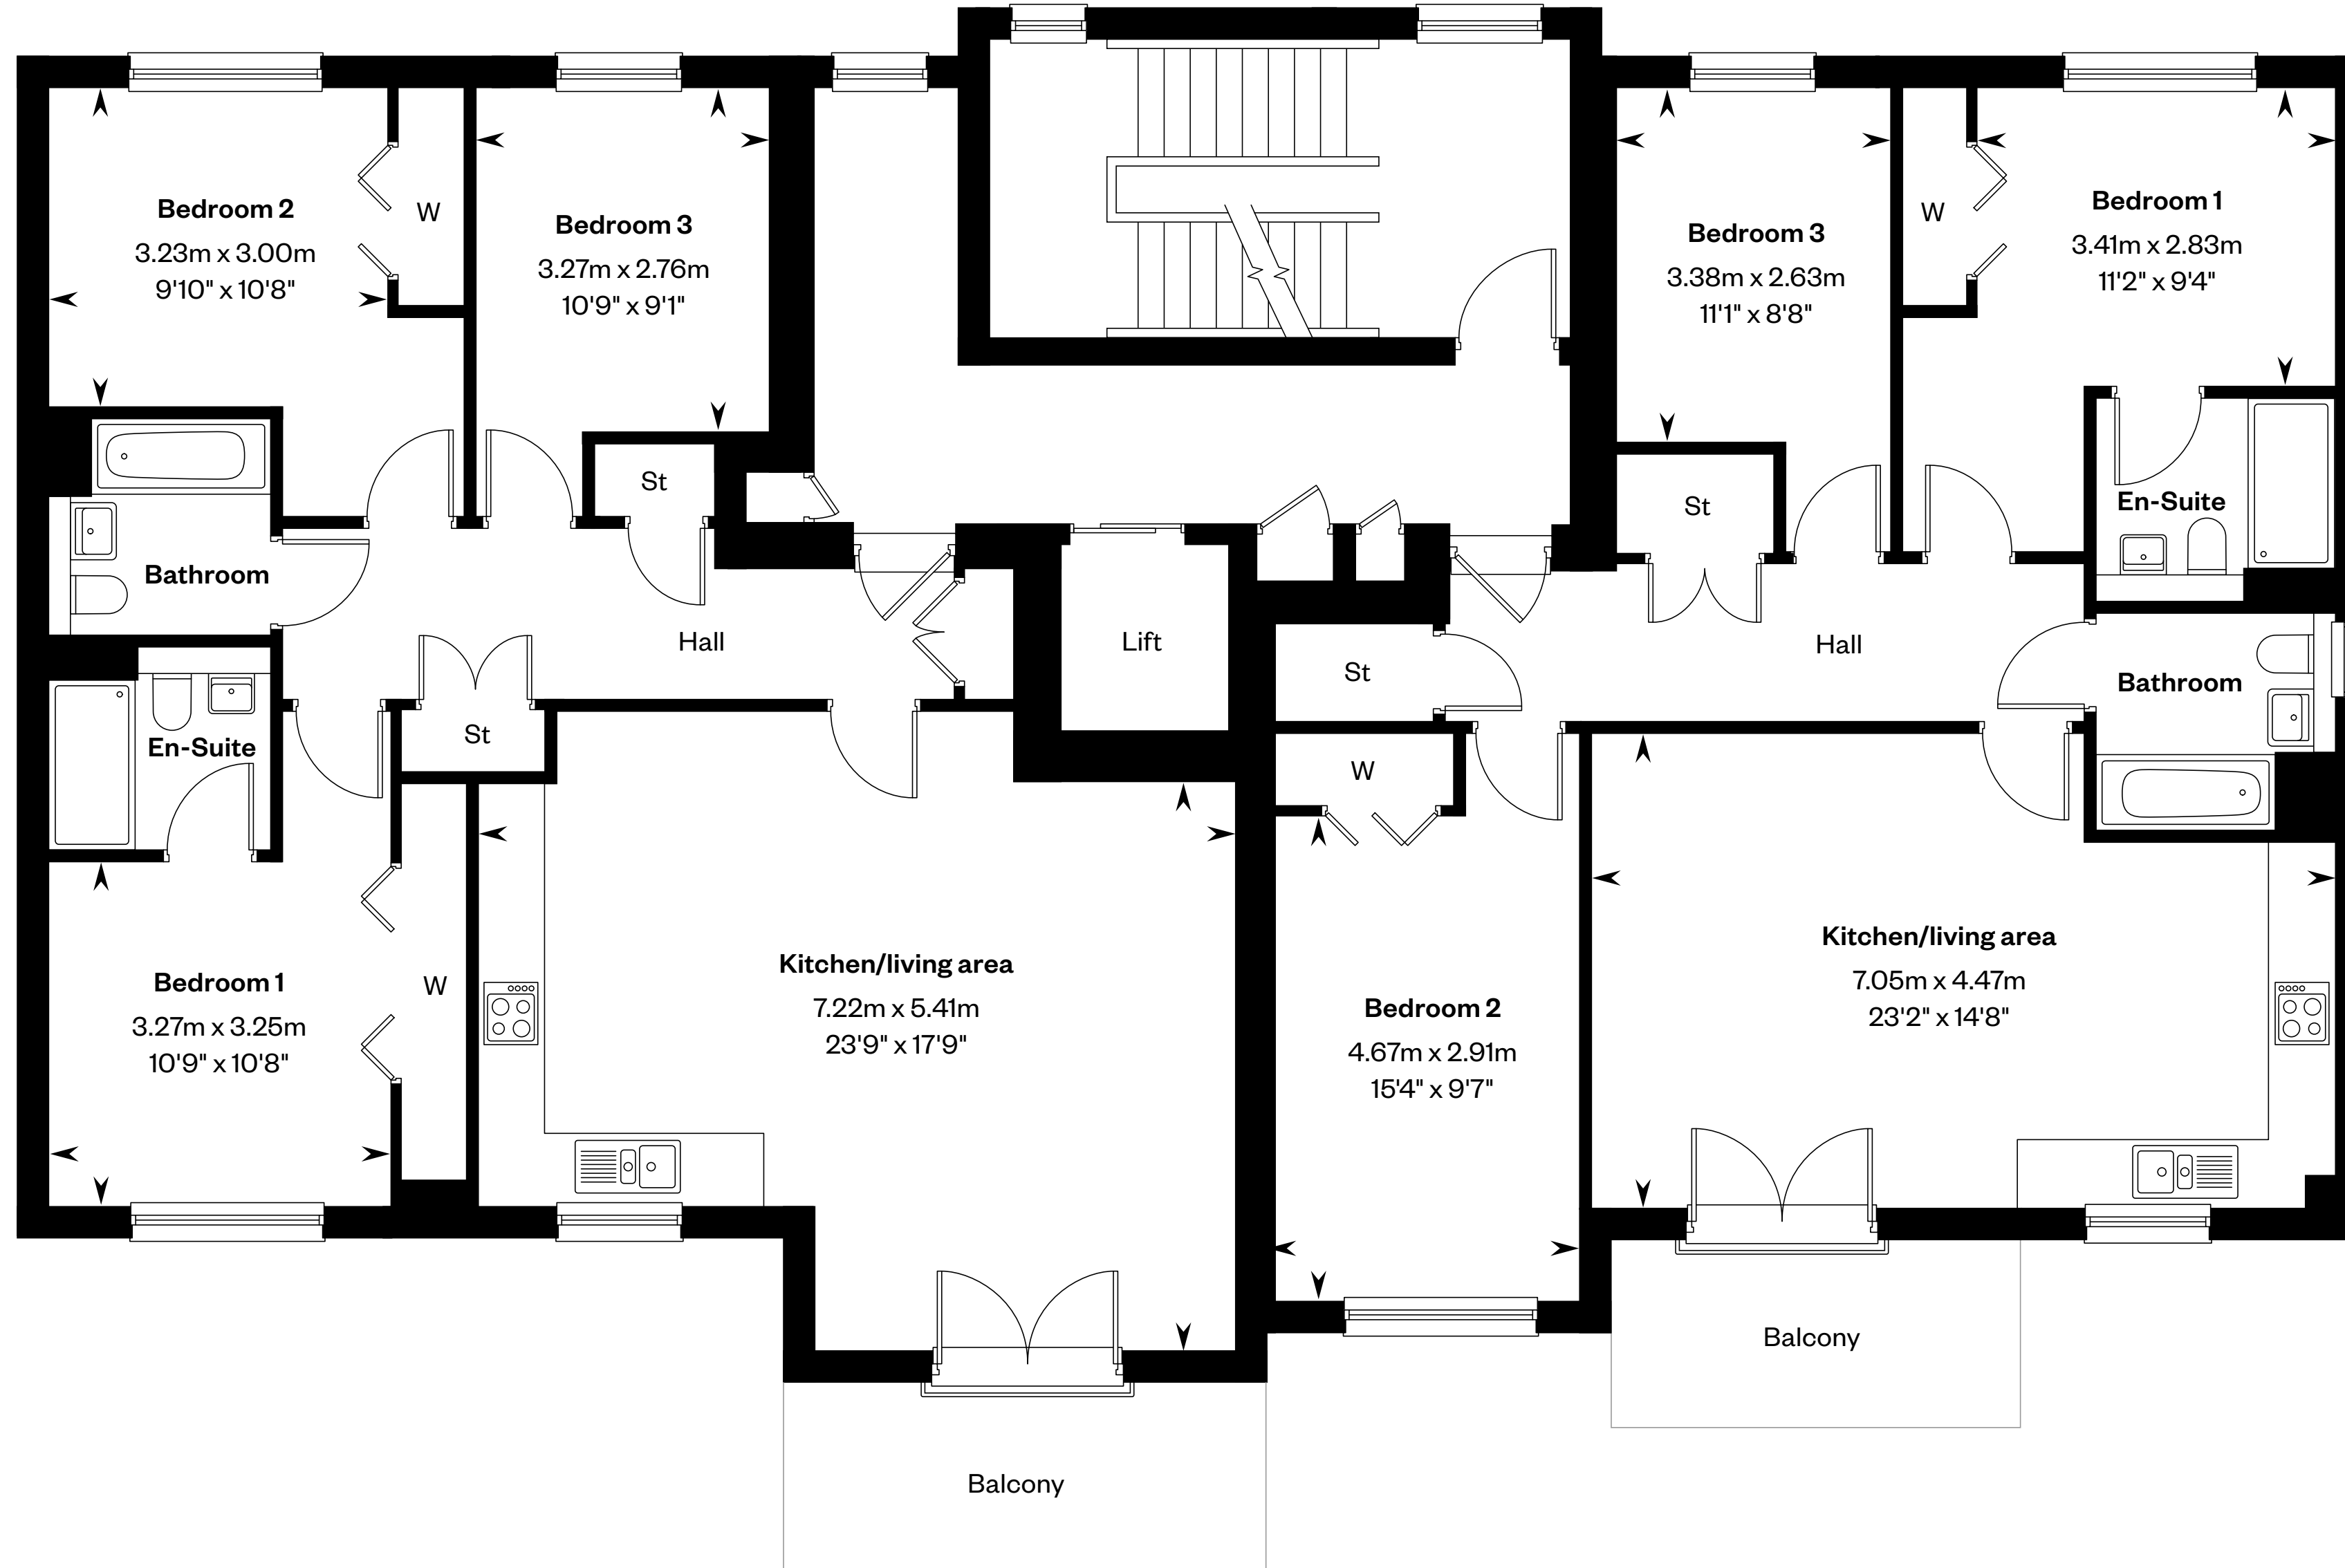 Bedroom 2
3.23m x 3.00m
9'10" x 10'8"
W
Bedroom 3
3.27m x 2.76m
10'9" x 9'1"
Bedroom 3
3.38m x 2.63m
11'1" x 8'8"
W
Bedroom 1
3.41m x 2.83m
11'2" x 9'4"
St
St
En-Suite
Bathroom
Hall
Lift
St
Hall
Bathroom
En-Suite
St
W
Bedroom 1
3.27m x 3.25m
10'9" x 10'8"
W
Kitchen/living area
7.22m x 5.41m
23'9" x 17'9"
Bedroom 2
4.67m x 2.91m
15'4" x 9'7"
Kitchen/living area
7.05m x 4.47m
23'2" x 14'8"
Balcony
Balcony